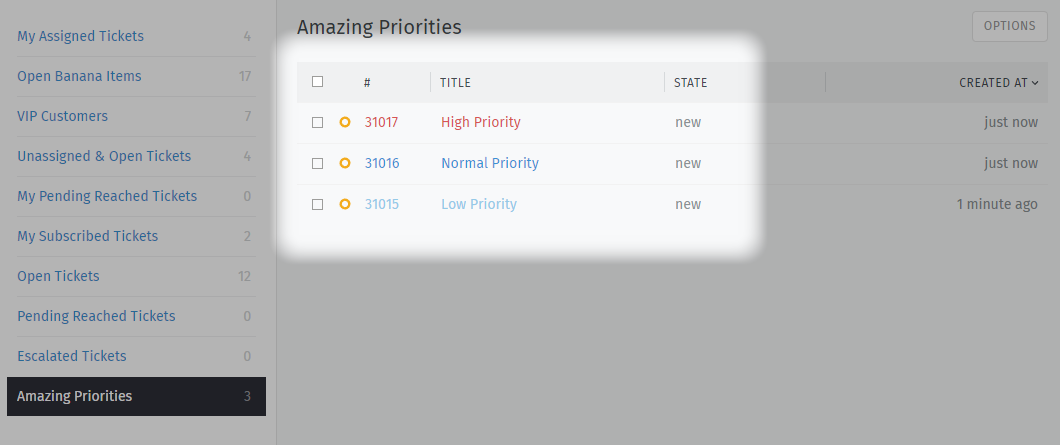 My Assigned Tickets 4
Open Banana Items 17
VIP Customers 7
Unassigned & Open Tickets 4
My Pending Reached Tickets 0
My Subscribed Tickets 2
Open Tickets 12
Pending Reached Tickets 0
Escalated Tickets 0
Amazing Priorities 3
Amazing Priorities OPTIONS
# TITLE STATE CREATED AT
31017 High Priority new just now
31016 Normal Priority new just now
31015 Low Priority new 1 minute ago